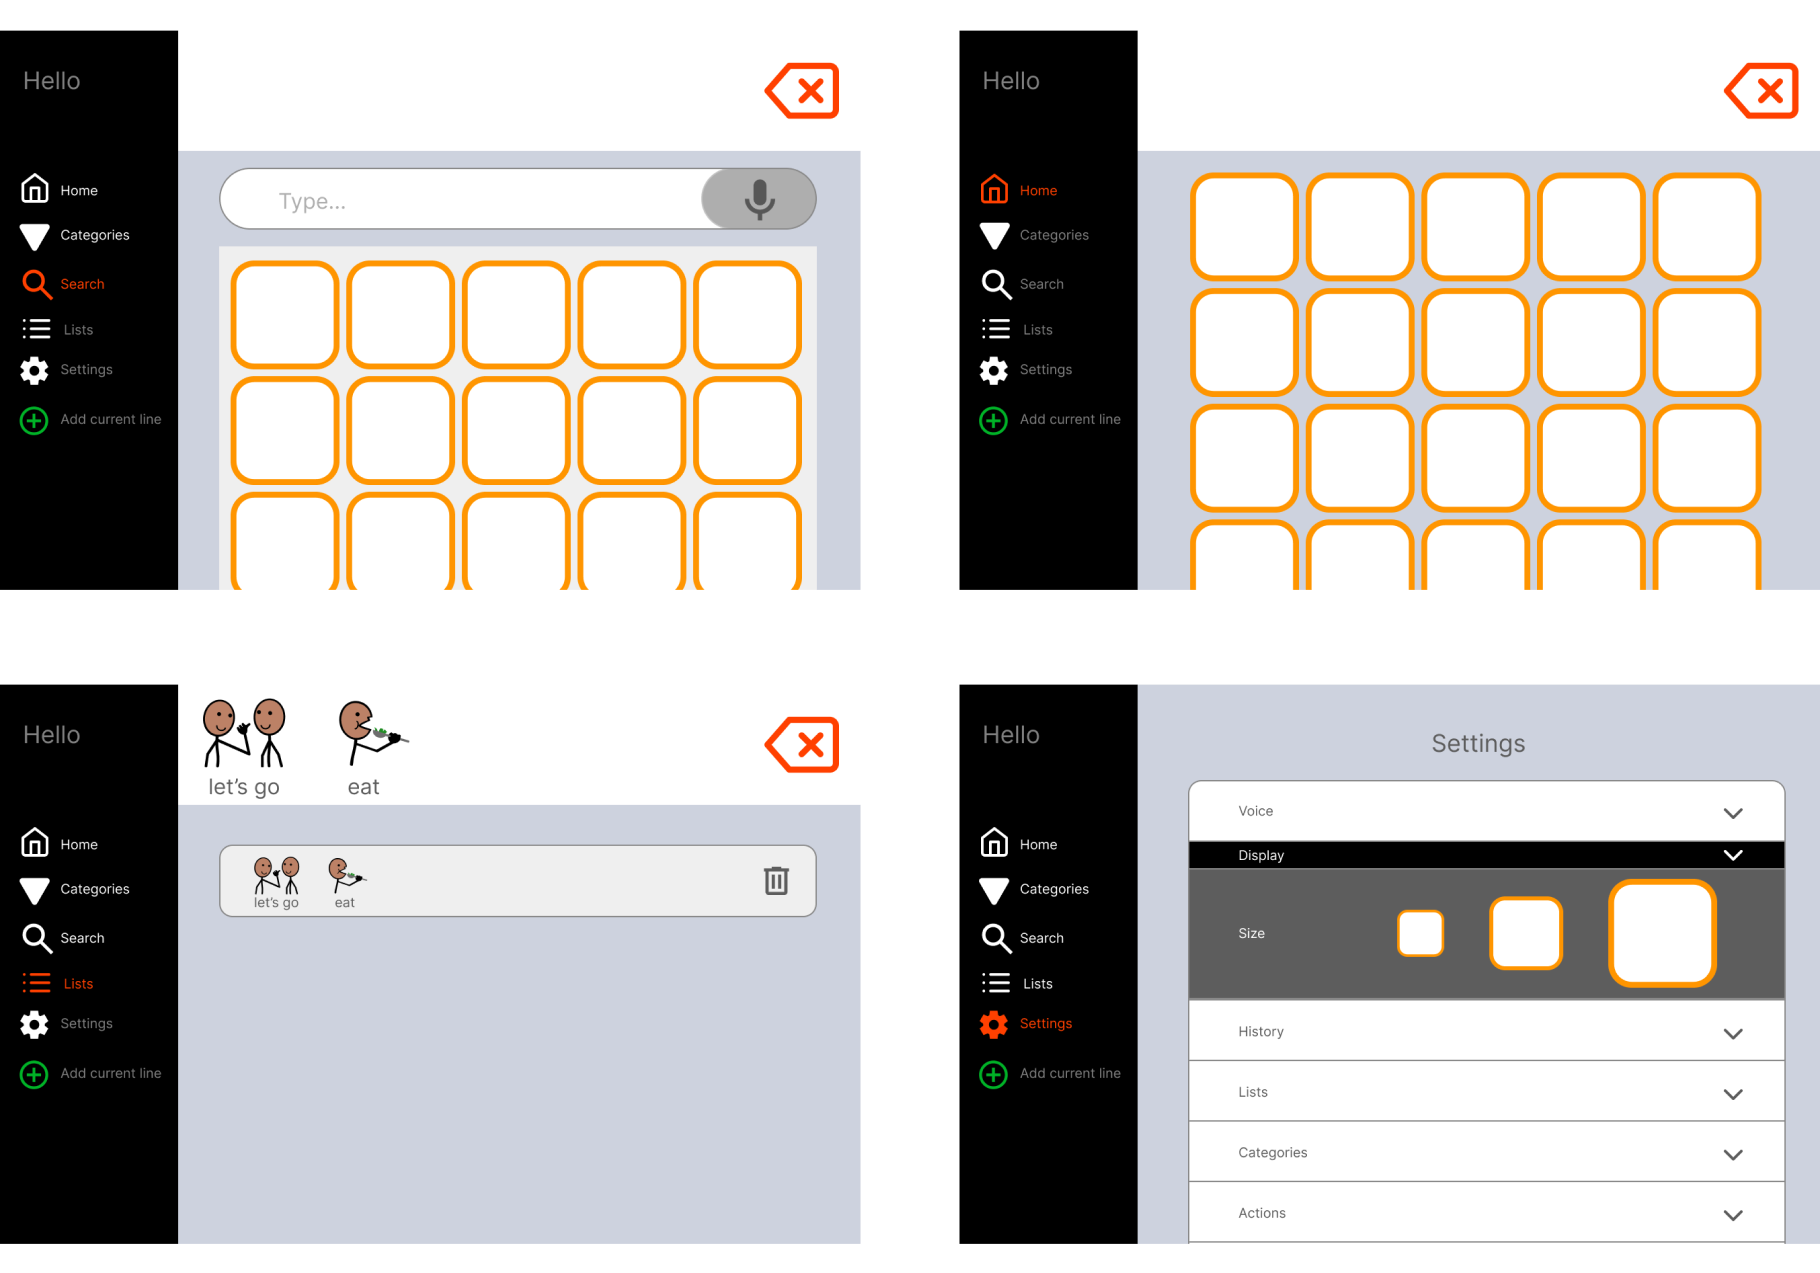 Hello
Home
Categories
Search
Lists
Settings
Add current line
Type...
Hello
Home
Categories
Search
Lists
Settings
Add current line
Hello
Home
Categories
Search
Lists
Settings
Add current line
let's go eat
let's go eat
Hello
Home
Categories
Search
Lists
Settings
Add current line
Settings
Voice
Display
Size
History
Lists
Categories
Actions